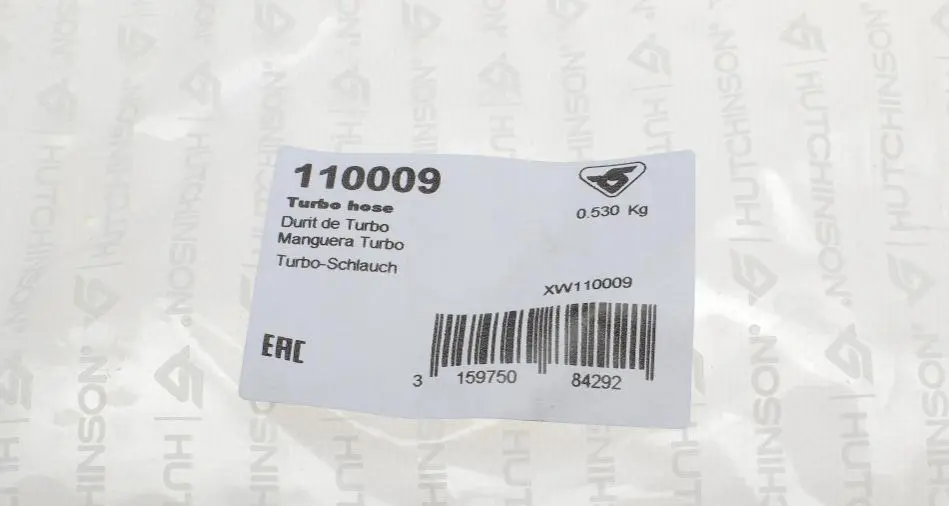 110009
Turbo hose
Durit de Turbo
Manguera Turbo
Turbo-Schlauch
0.530 Kg
XW110009
EAC
3 159750 84292
HUTCHINSON